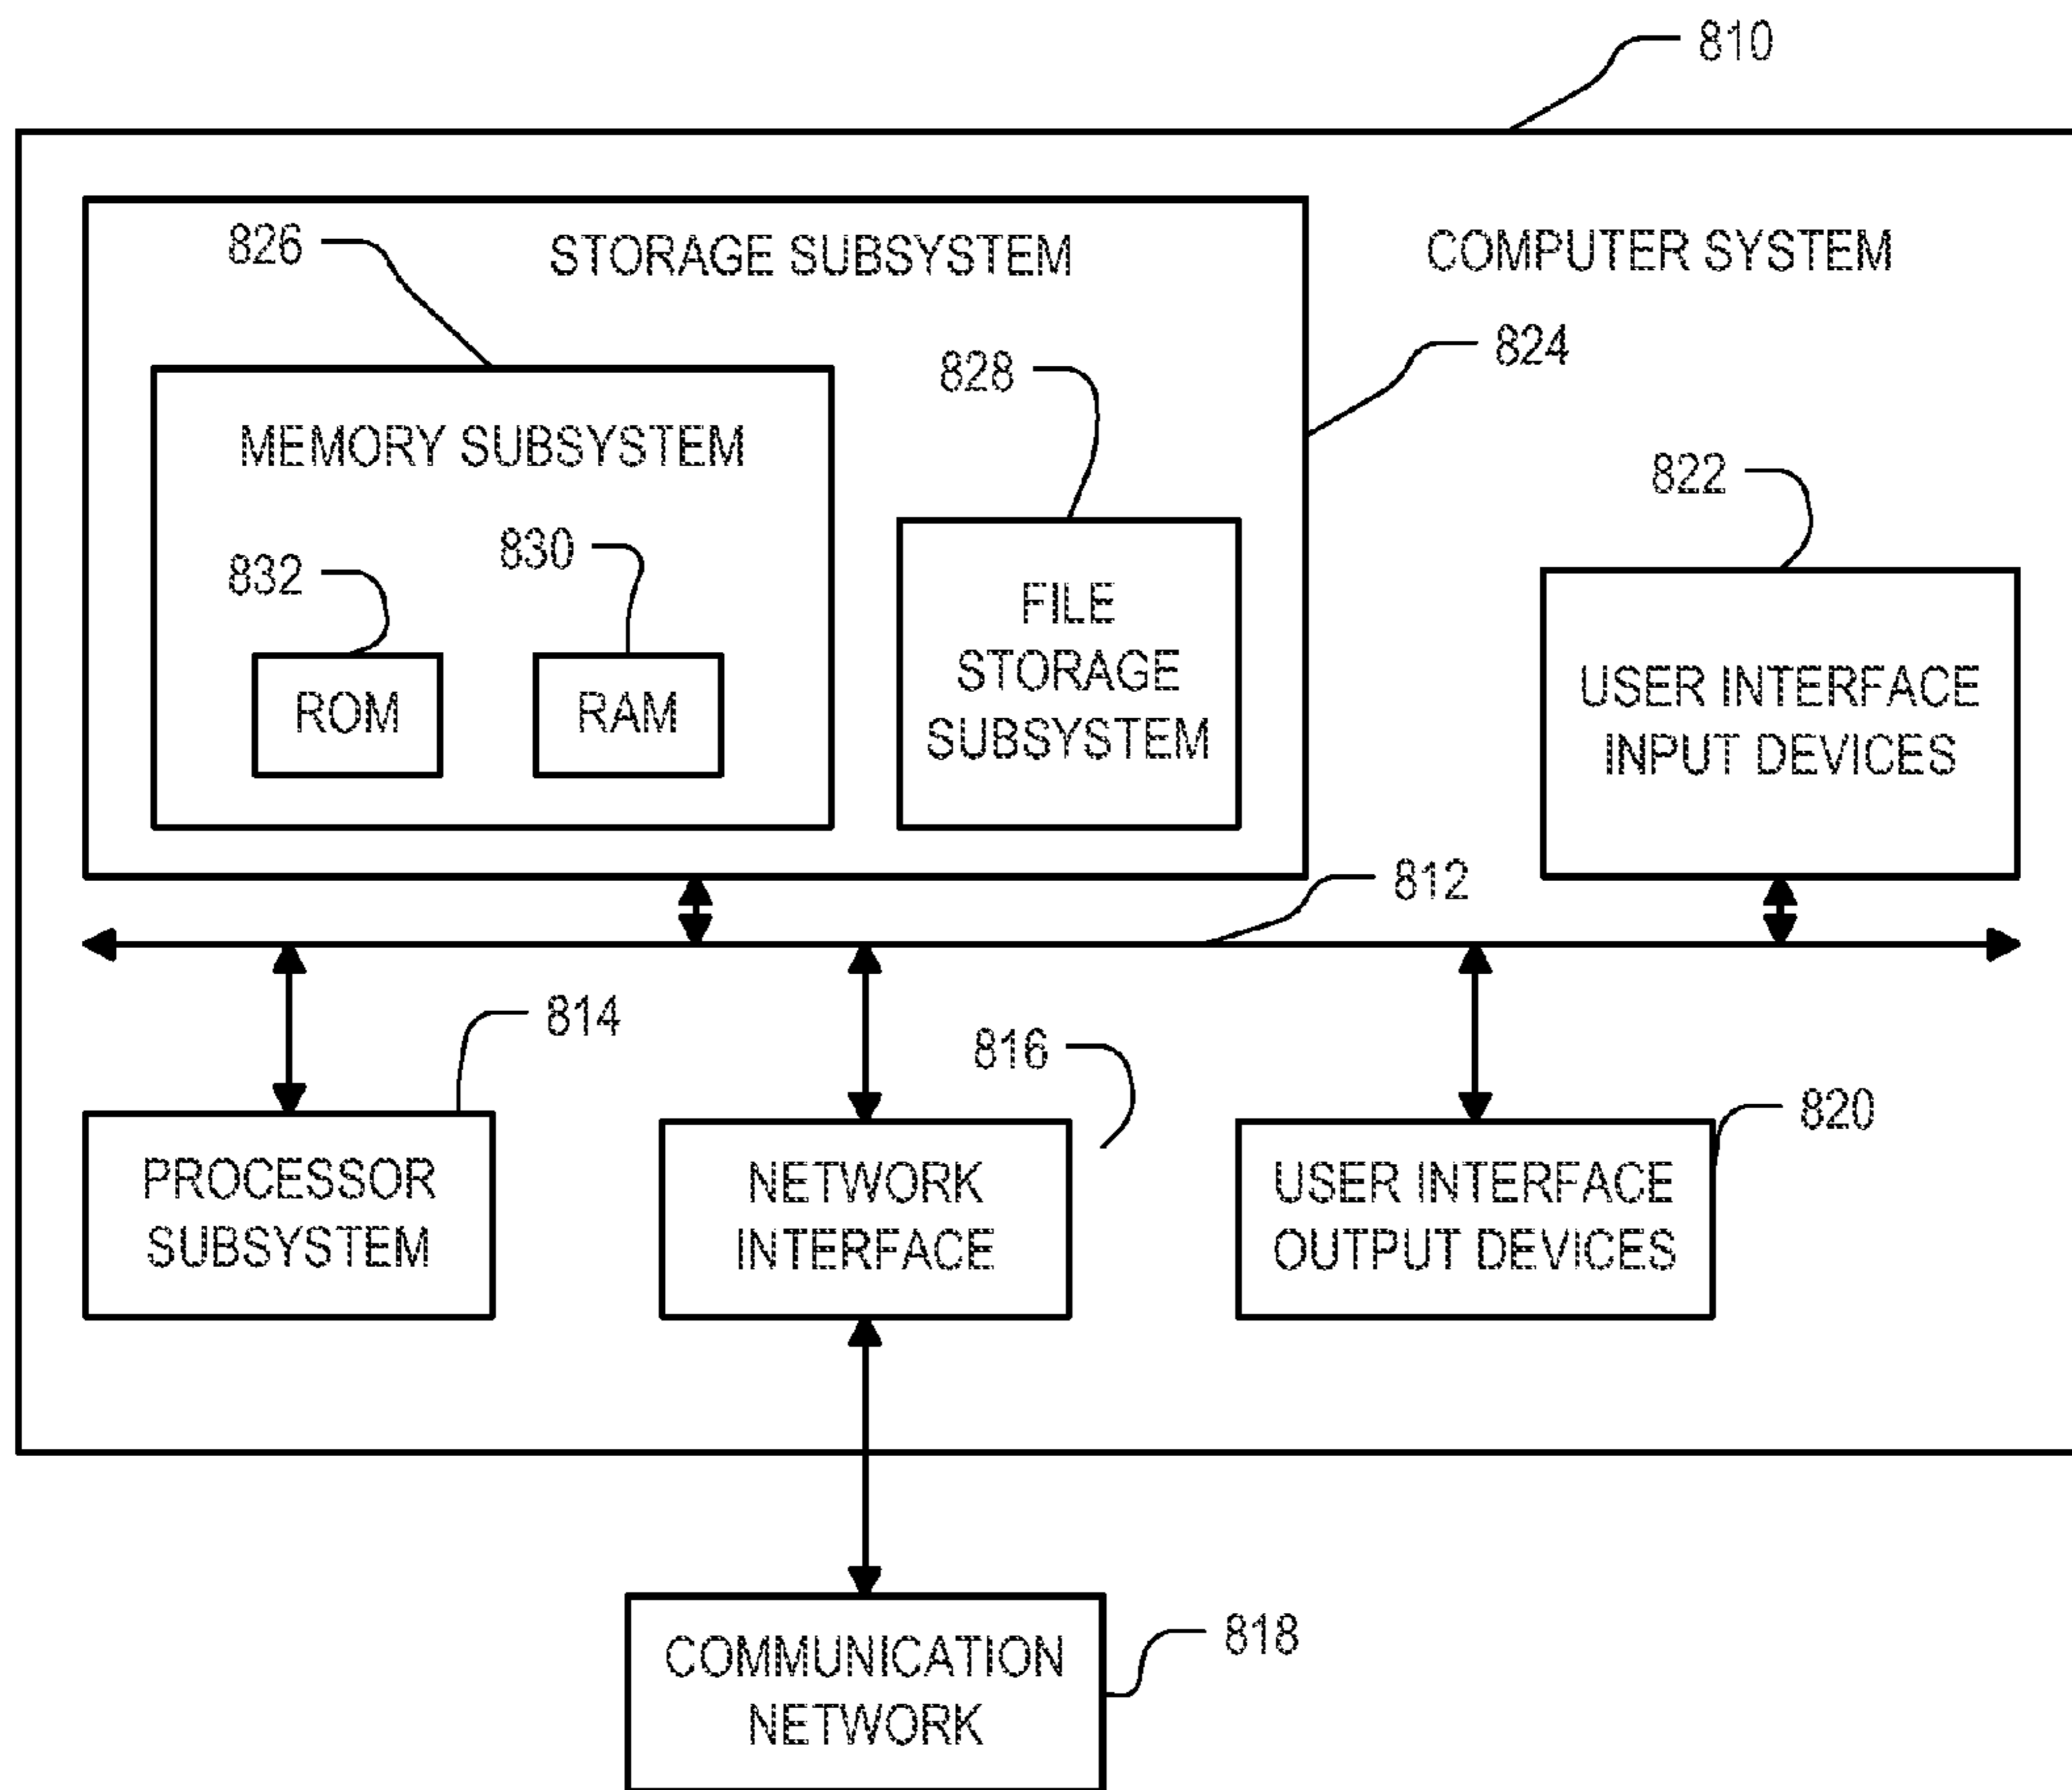 810
826
STORAGE SUBSYSTEM
COMPUTER SYSTEM
824
828
MEMORY SUBSYSTEM
822
830
832
FILE
STORAGE
SUBSYSTEM
ROM
RAM
USER INTERFACE
INPUT DEVICES
812
814
816
820
PROCESSOR
SUBSYSTEM
NETWORK
INTERFACE
USER INTERFACE
OUTPUT DEVICES
818
COMMUNICATION
NETWORK